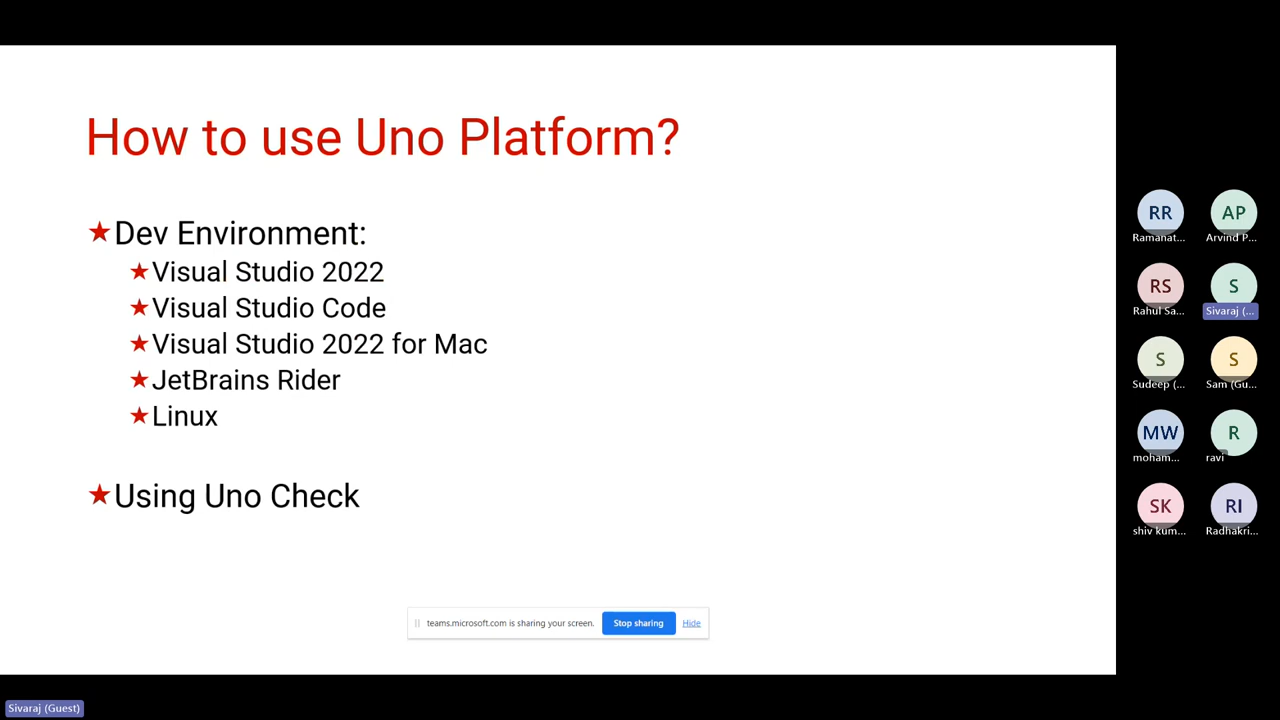 How to use Uno Platform?
★Dev Environment:
★Visual Studio 2022
★Visual Studio Code
★Visual Studio 2022 for Mac
★JetBrains Rider
★Linux
★Using Uno Check
teams.microsoft.com is sharing your screen. Stop sharing Hide
RR AP
Ramanat... Arvind P...
RS S
Rahul Sa... Sivaraj (...
S S
Sudeep (... Sam (Gu...
MW R
moham... ravi
SK RI
shiv kum... Radhakri...
Sivaraj (Guest)